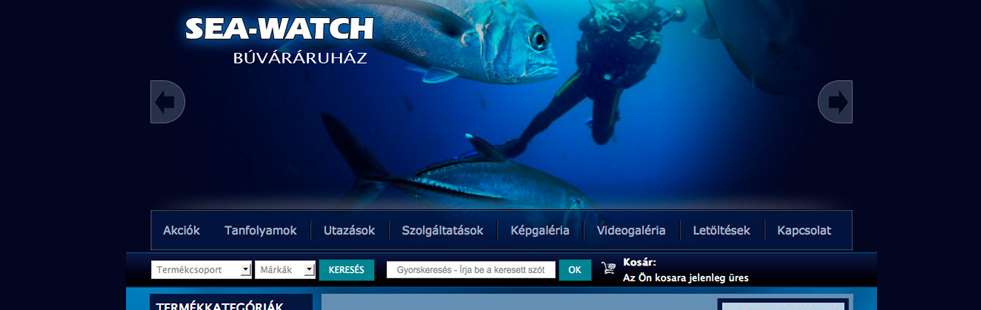 SEA-WATCH
BÚVÁRÁRUHÁZ
Akciók Tanfolyamok Utazások Szolgáltatások Képgaléria Videogaléria Letöltések Kapcsolat
Termékcsoport Márkák KERESÉS Gyorskeresés - Írja be a keresett szót OK Kosár:
Az Ön kosara jelenleg üres
TERMÉKKATEGÓRIÁK